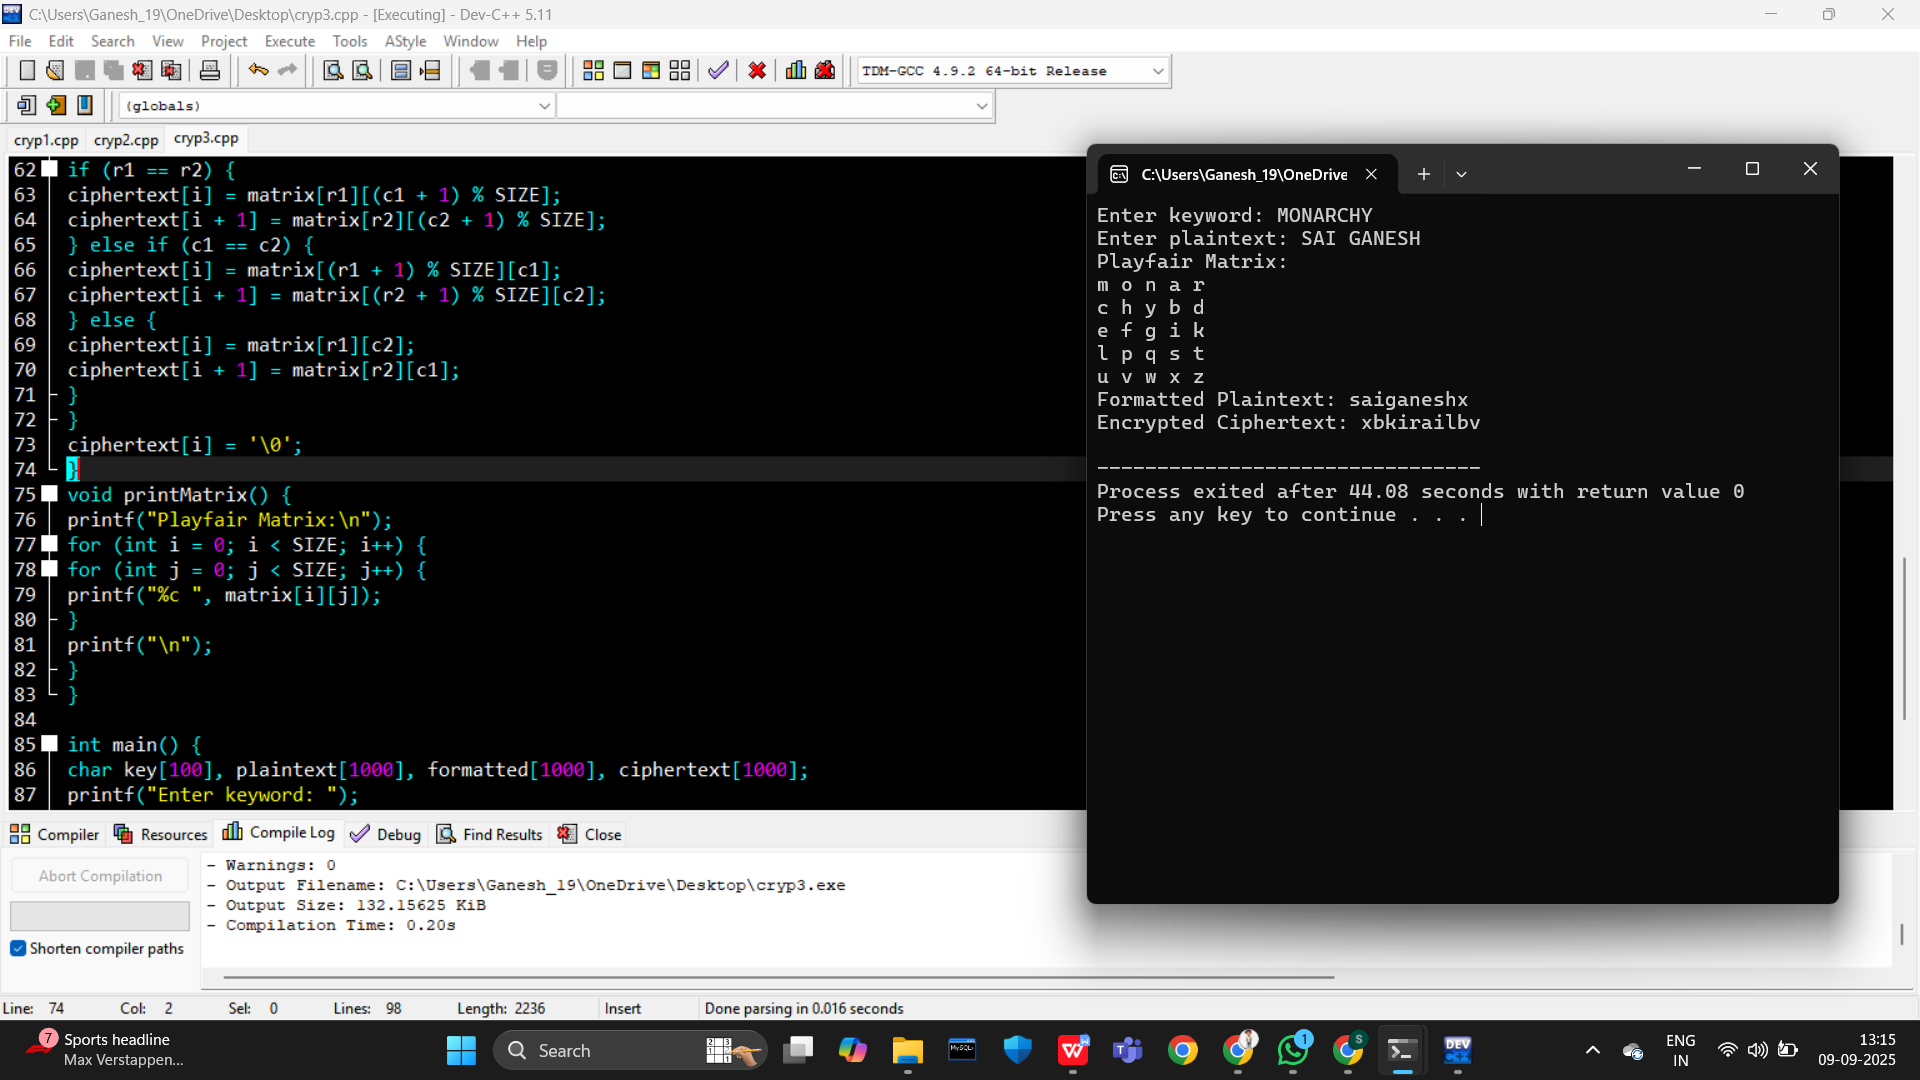 C:\Users\Ganesh_19\OneDrive\Desktop\cryp3.cpp - [Executing] - Dev-C++ 5.11
File Edit Search View Project Execute Tools AStyle Window Help
TDM-GCC 4.9.2 64-bit Release
(globals)
cryp1.cpp cryp2.cpp cryp3.cpp
62 if (r1 == r2) {
63 ciphertext[i] = matrix[r1][(c1 + 1) % SIZE];
64 ciphertext[i + 1] = matrix[r2][(c2 + 1) % SIZE];
65 } else if (c1 == c2) {
66 ciphertext[i] = matrix[(r1 + 1) % SIZE][c1];
67 ciphertext[i + 1] = matrix[(r2 + 1) % SIZE][c2];
68 } else {
69 ciphertext[i] = matrix[r1][c2];
70 ciphertext[i + 1] = matrix[r2][c1];
71 }
72 }
73 ciphertext[i] = '\0';
74 }
75 void printMatrix() {
76 printf("Playfair Matrix:\n");
77 for (int i = 0; i < SIZE; i++) {
78 for (int j = 0; j < SIZE; j++) {
79 printf("%c ", matrix[i][j]);
80 }
81 printf("\n");
82 }
83 }
84
85 int main() {
86 char key[100], plaintext[1000], formatted[1000], ciphertext[1000];
87 printf("Enter keyword: ");
C:\Users\Ganesh_19\OneDrive
Enter keyword: MONARCHY
Enter plaintext: SAI GANESH
Playfair Matrix:
m o n a r
c h y b d
e f g i k
l p q s t
u v w x z
Formatted Plaintext: saiganeshx
Encrypted Ciphertext: xbkirailbv
--------------------------------
Process exited after 44.08 seconds with return value 0
Press any key to continue . . .
Compiler Resources Compile Log Debug Find Results Close
Abort Compilation
Shorten compiler paths
- Warnings: 0
- Output Filename: C:\Users\Ganesh_19\OneDrive\Desktop\cryp3.exe
- Output Size: 132.15625 KiB
- Compilation Time: 0.20s
Line: 74 Col: 2 Sel: 0 Lines: 98 Length: 2236 Insert Done parsing in 0.016 seconds
7
Sports headline
Max Verstappen...
Search
MySQL
W
T
1
S
DEV
C++
ENG
IN
13:15
09-09-2025